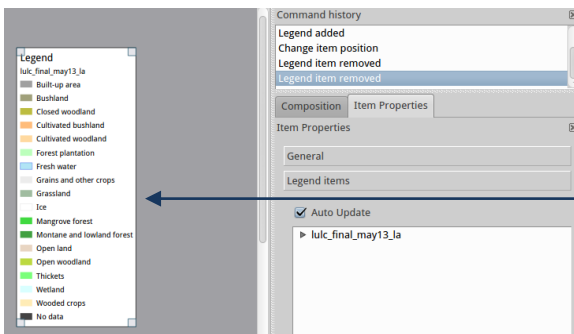 Command history
Legend added
Change item position
Legend item removed
Legend item removed
Composition
Item Properties
Item Properties
General
Legend items
Auto Update
lulc_final_may13_la
Legend
lulc_final_may13_la
Built-up area
Bushland
Closed woodland
Cultivated bushland
Cultivated woodland
Forest plantation
Fresh water
Grains and other crops
Grassland
Ice
Mangrove forest
Montane and lowland forest
Open land
Open woodland
Thickets
Wetland
Wooded crops
No data